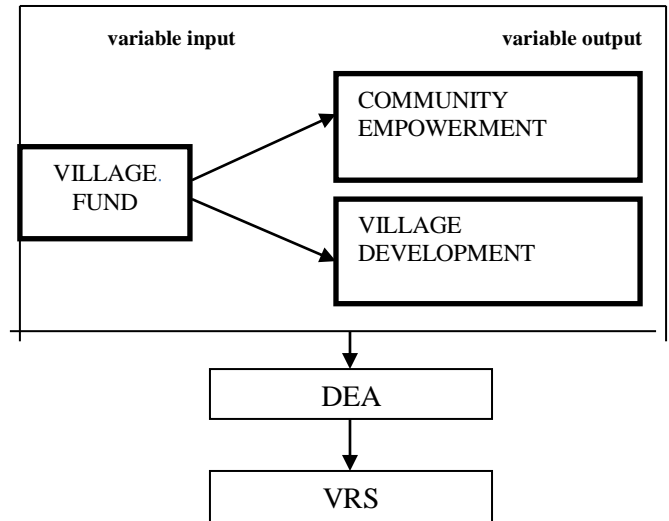 variable input
variable output
COMMUNITY
EMPOWERMENT
VILLAGE.
FUND
VILLAGE
DEVELOPMENT
DEA
VRS